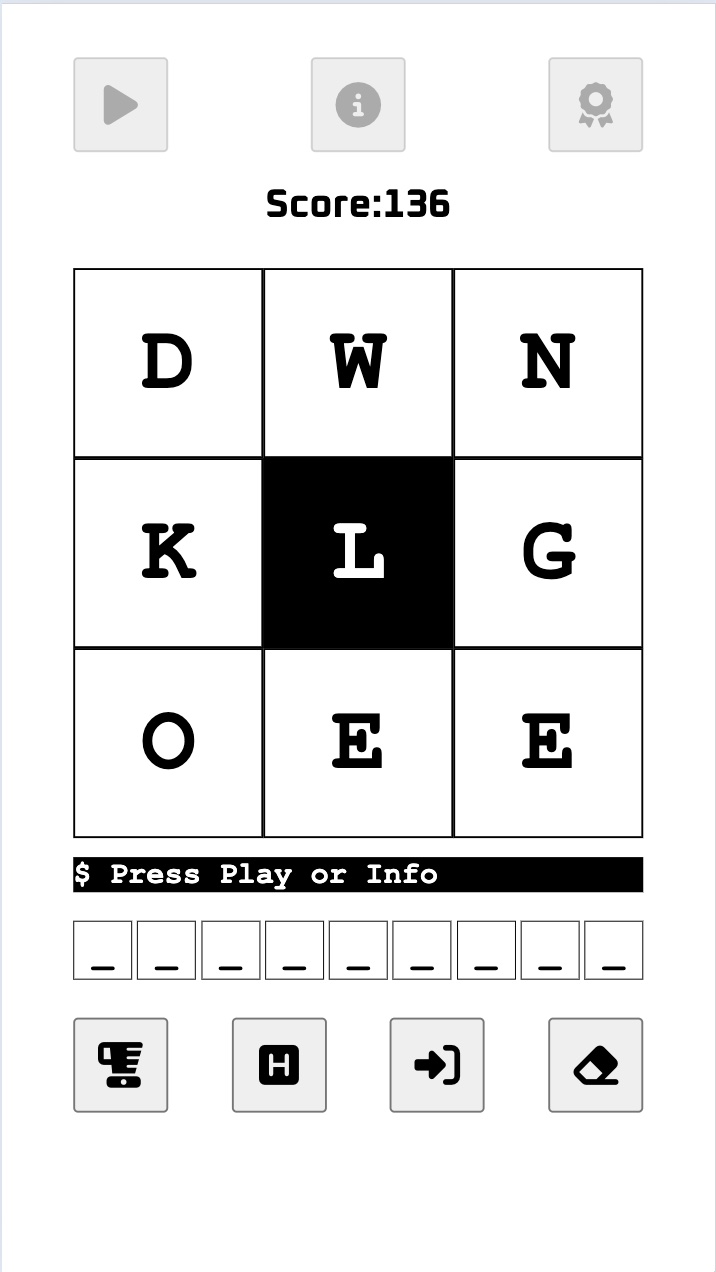 Score:136
D W N
K L G
O E E
$ Press Play or Info
_ _ _ _ _ _ _ _ _
H